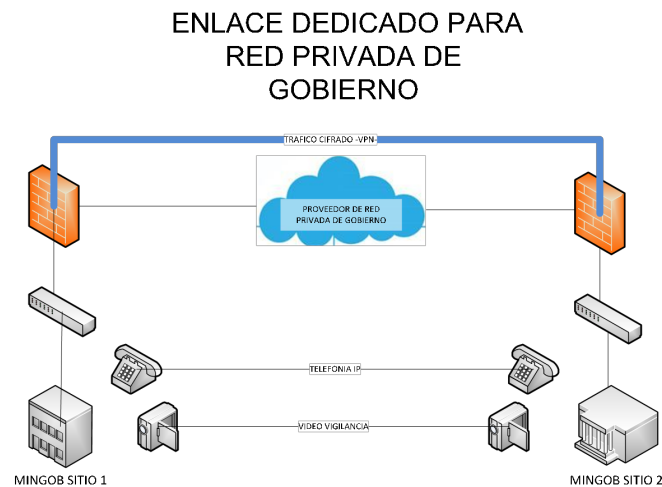 ENLACE DEDICADO PARA
RED PRIVADA DE
GOBIERNO
TRAFICO CIFRADO -VPN-
PROVEEDOR DE RED
PRIVADA DE GOBIERNO
TELEFONIA IP
VIDEO VIGILANCIA
MINGOB SITIO 1
MINGOB SITIO 2